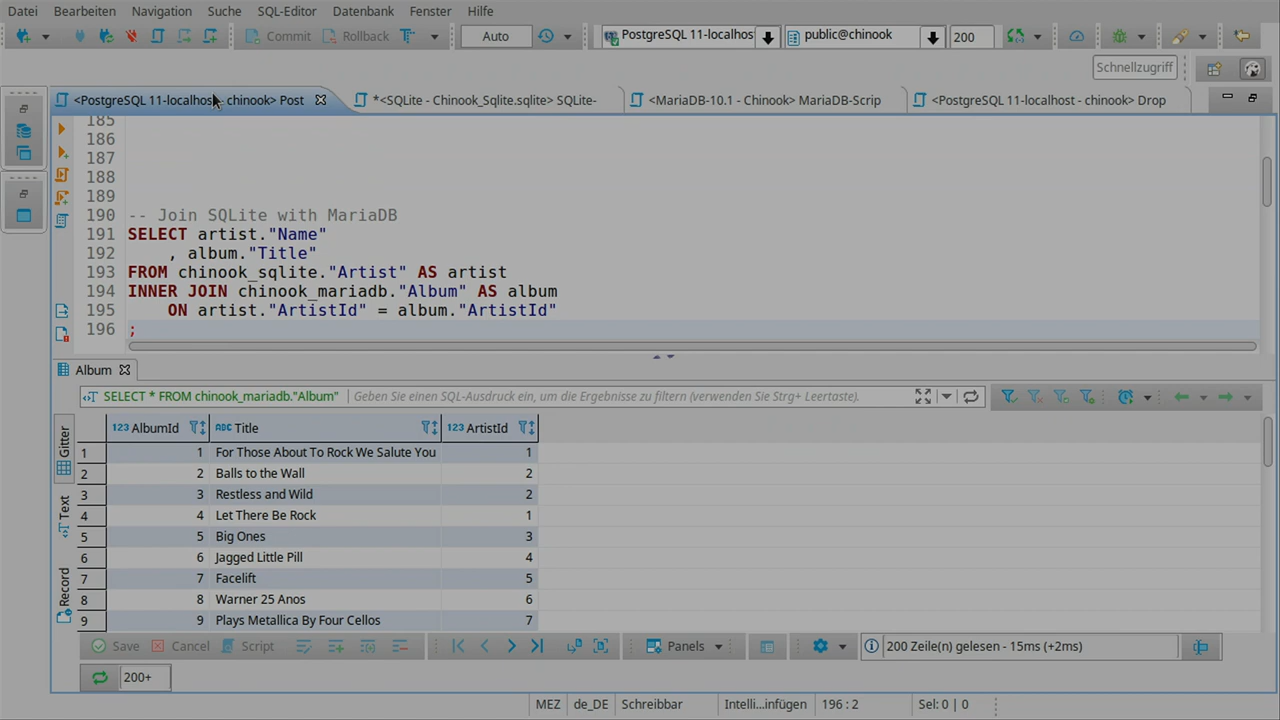 Datei Bearbeiten Navigation Suche SQL-Editor Datenbank Fenster Hilfe
Commit Rollback Auto PostgreSQL 11-localhost public@chinook 200
Schnellzugriff
<PostgreSQL 11-localhost - chinook> Post *<SQLite - Chinook_Sqlite.sqlite> SQLite- <MariaDB-10.1 - Chinook> MariaDB-Scrip <PostgreSQL 11-localhost - chinook> Drop
185
186
187
188
189
190 -- Join SQLite with MariaDB
191 SELECT artist."Name"
192 , album."Title"
193 FROM chinook_sqlite."Artist" AS artist
194 INNER JOIN chinook_mariadb."Album" AS album
195 ON artist."ArtistId" = album."ArtistId"
196 ;
Album
SELECT * FROM chinook_mariadb."Album" Geben Sie einen SQL-Ausdruck ein, um die Ergebnisse zu filtern (verwenden Sie Strg+ Leertaste).
Gitter
Text
Record
123 AlbumId ABC Title 123 ArtistId
1 1 For Those About To Rock We Salute You 1
2 2 Balls to the Wall 2
3 3 Restless and Wild 2
4 4 Let There Be Rock 1
5 5 Big Ones 3
6 6 Jagged Little Pill 4
7 7 Facelift 5
8 8 Warner 25 Anos 6
9 9 Plays Metallica By Four Cellos 7
Save Cancel Script Panels 200 Zeile(n) gelesen - 15ms (+2ms)
200+
MEZ de_DE Schreibbar Intelli...infügen 196 : 2 Sel: 0 | 0